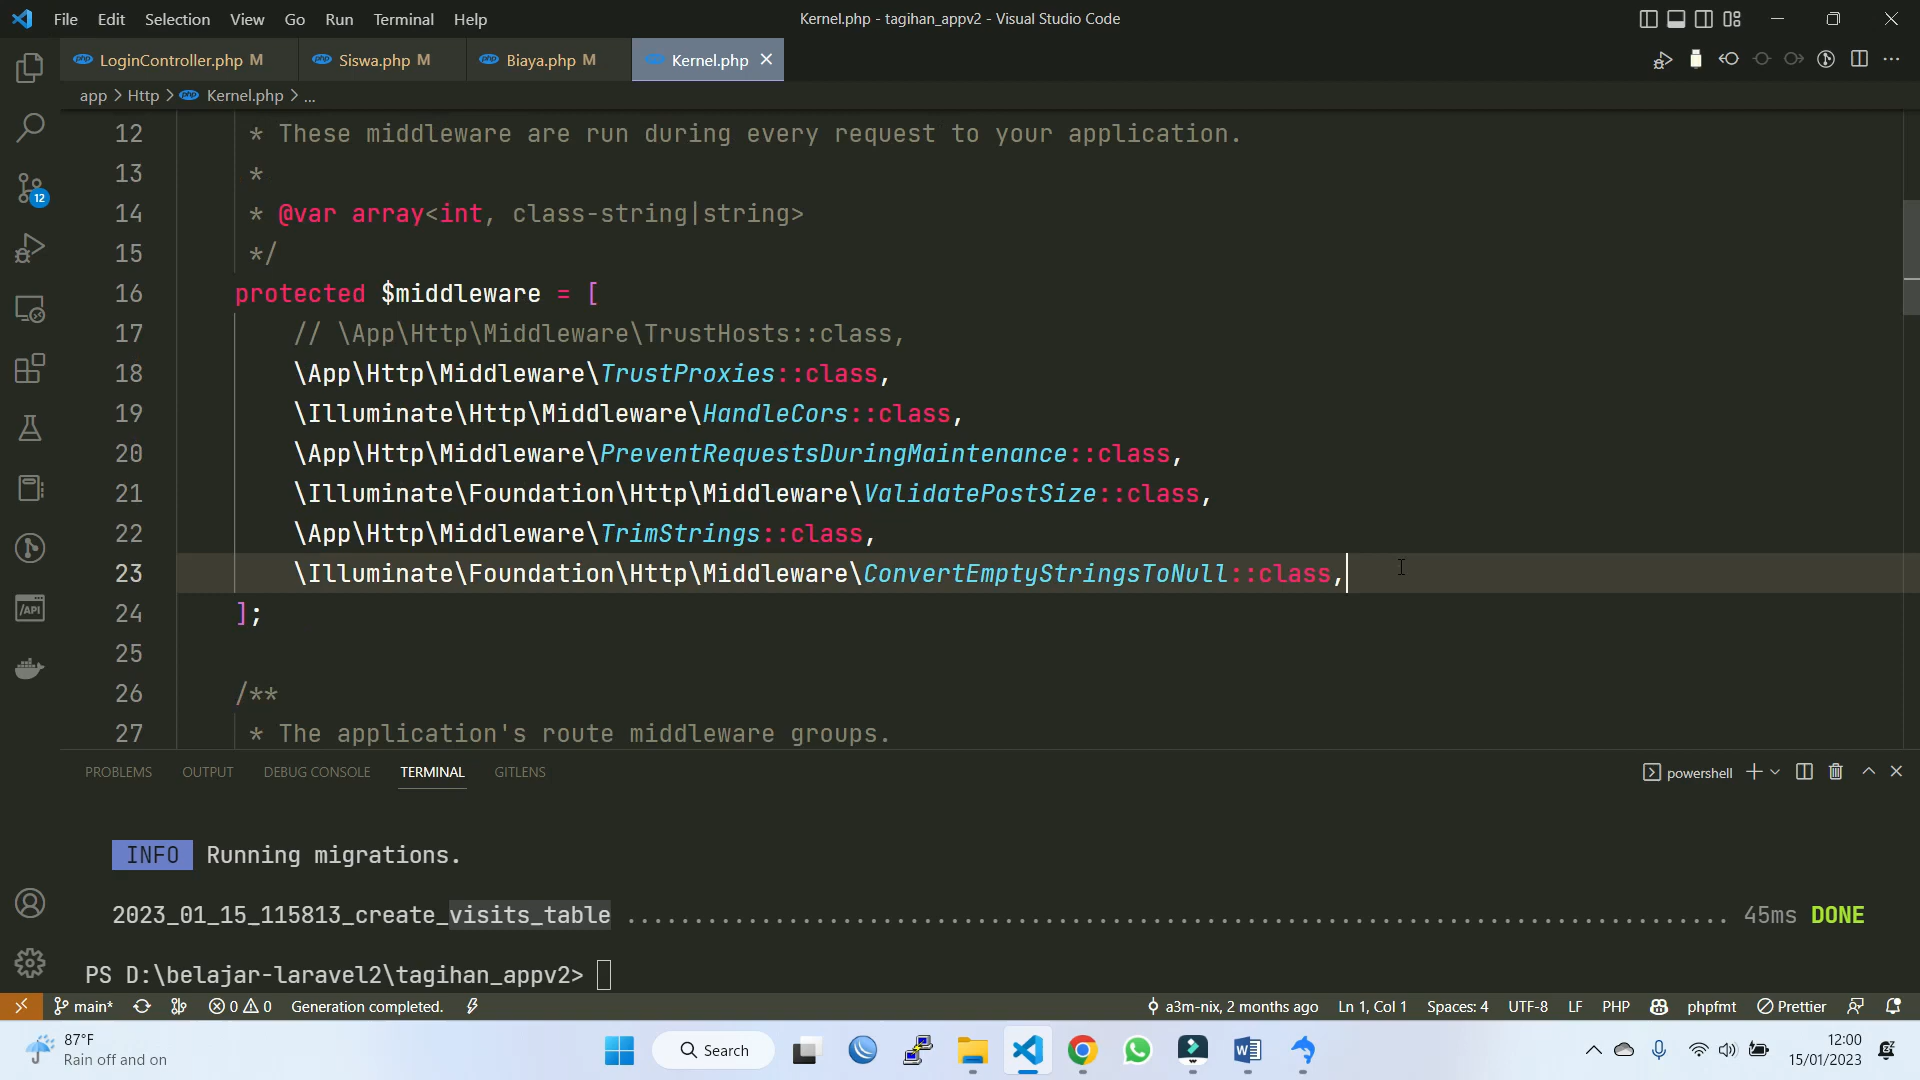 File Edit Selection View Go Run Terminal Help
Kernel.php - tagihan_appv2 - Visual Studio Code
LoginController.php M
Siswa.php M
Biaya.php M
Kernel.php
app > Http > Kernel.php > ...
12 * These middleware are run during every request to your application.
13 *
14 * @var array<int, class-string|string>
15 */
16 protected $middleware = [
17 // \App\Http\Middleware\TrustHosts::class,
18 \App\Http\Middleware\TrustProxies::class,
19 \Illuminate\Http\Middleware\HandleCors::class,
20 \App\Http\Middleware\PreventRequestsDuringMaintenance::class,
21 \Illuminate\Foundation\Http\Middleware\ValidatePostSize::class,
22 \App\Http\Middleware\TrimStrings::class,
23 \Illuminate\Foundation\Http\Middleware\ConvertEmptyStringsToNull::class,
24 ];
25
26 /**
27 * The application's route middleware groups.
12
/API
PROBLEMS OUTPUT DEBUG CONSOLE TERMINAL GITLENS
powershell
INFO Running migrations.
2023_01_15_115813_create_visits_table ........................................................................ 45ms DONE
PS D:\belajar-laravel2\tagihan_appv2>
main* 0 0 Generation completed.
a3m-nix, 2 months ago Ln 1, Col 1 Spaces: 4 UTF-8 LF PHP phpfmt Prettier
87°F
Rain off and on
Search
12:00
15/01/2023